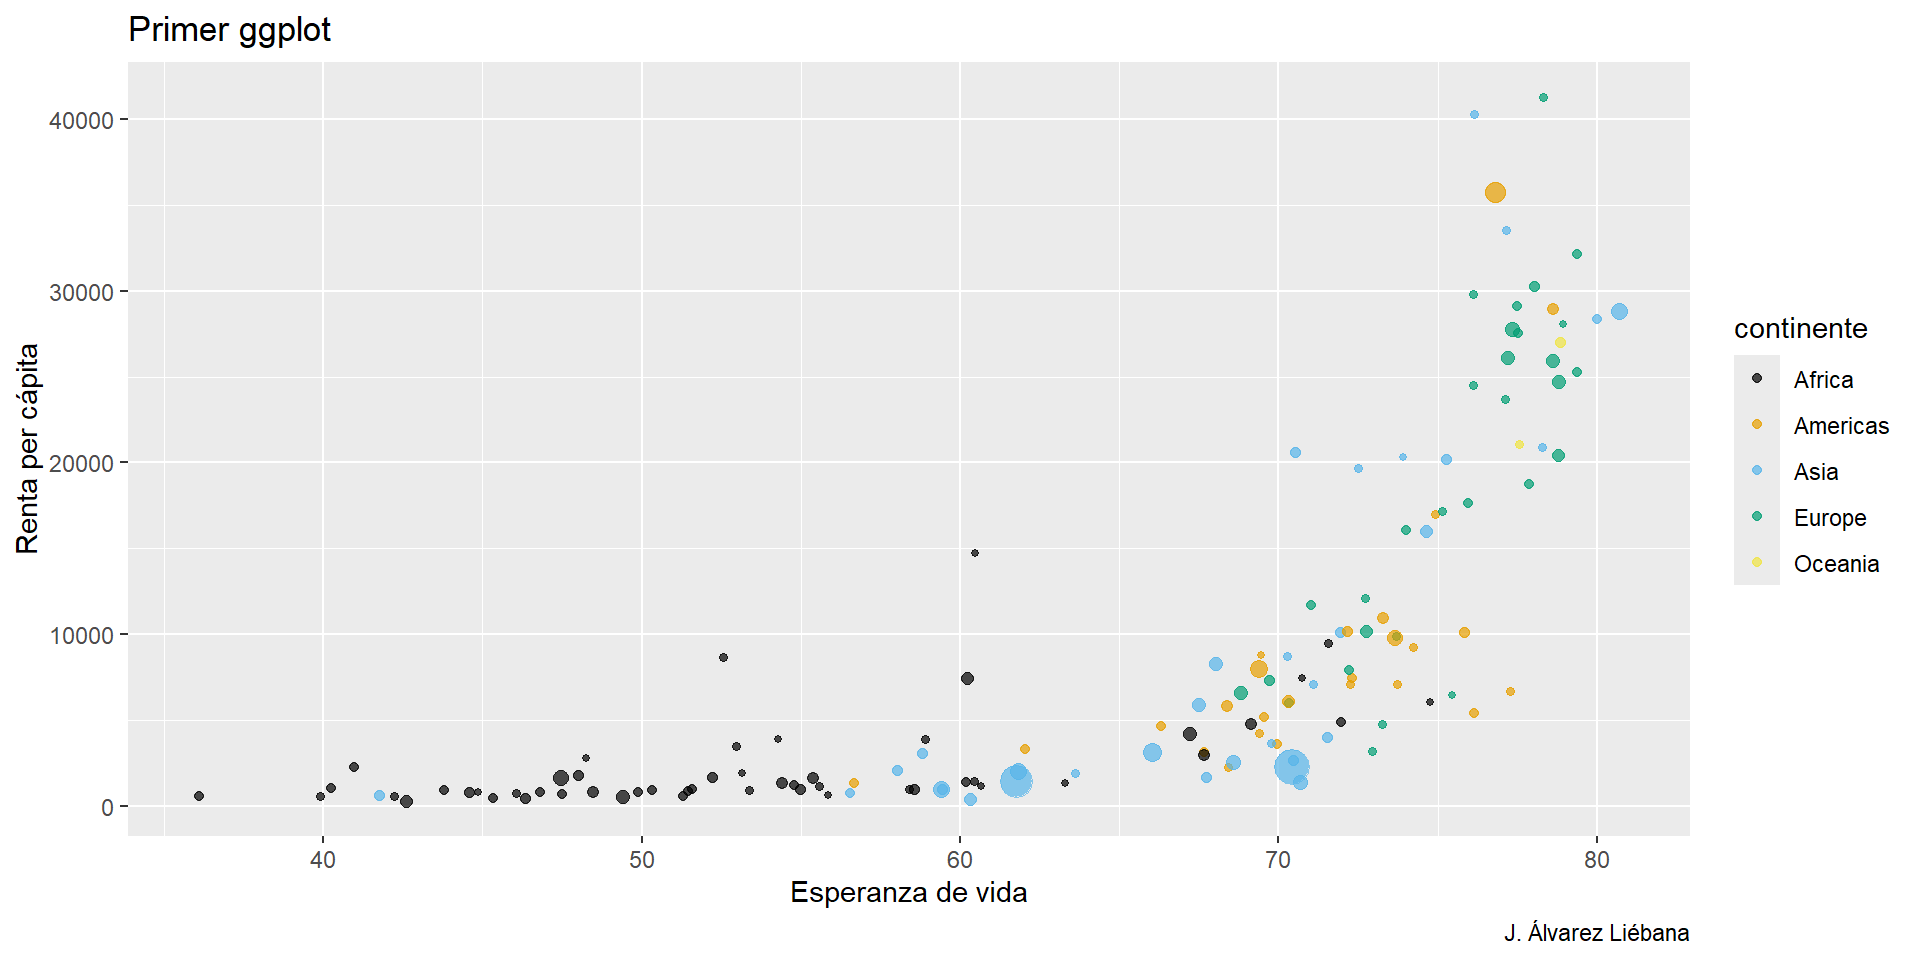 Primer ggplot
Renta per cápita
40000
30000
20000
10000
0
40 50 60 70 80
Esperanza de vida
continente
Africa
Americas
Asia
Europe
Oceania
J. Álvarez Liébana